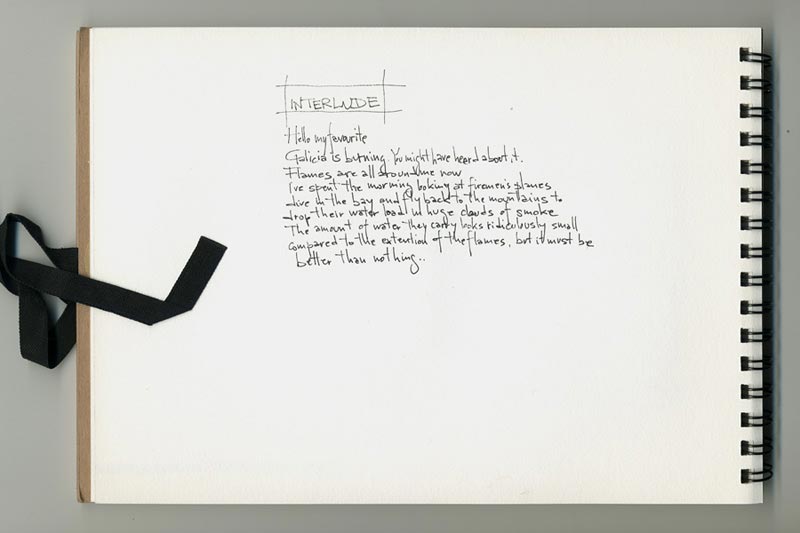 INTERLUDE
Hello my favourite
Galicia is burning. You might have heard about it.
Flames are all around me now
I've spent the morning looking at firemen's planes
dive in the bay and fly back to the mountains to
drop their water load in huge clouds of smoke
The amount of water they carry looks ridiculously small
compared to the extention of the flames, but it must be
better than nothing..